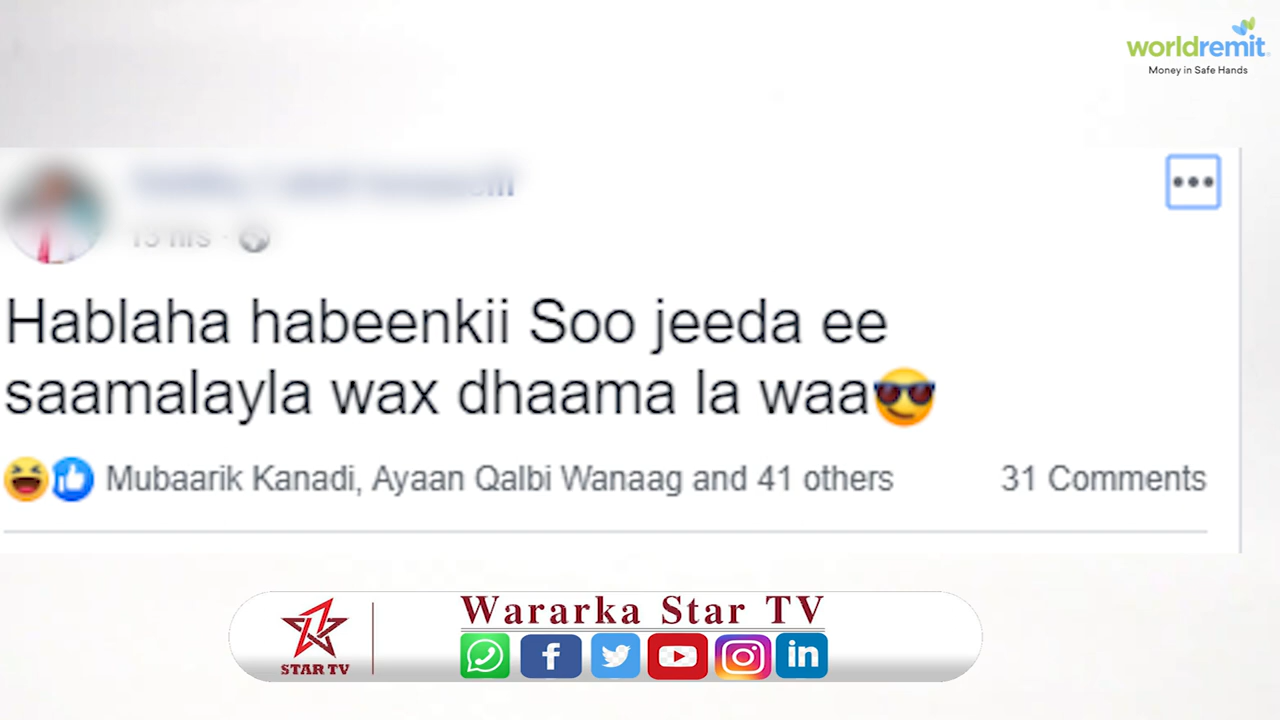 worldremit
Money in Safe Hands
Hablaha habeenkii Soo jeeda ee
saamalayla wax dhaama la waa😎
Mubaarik Kanadi, Ayaan Qalbi Wanaag and 41 others 31 Comments
Wararka Star TV
STAR TV